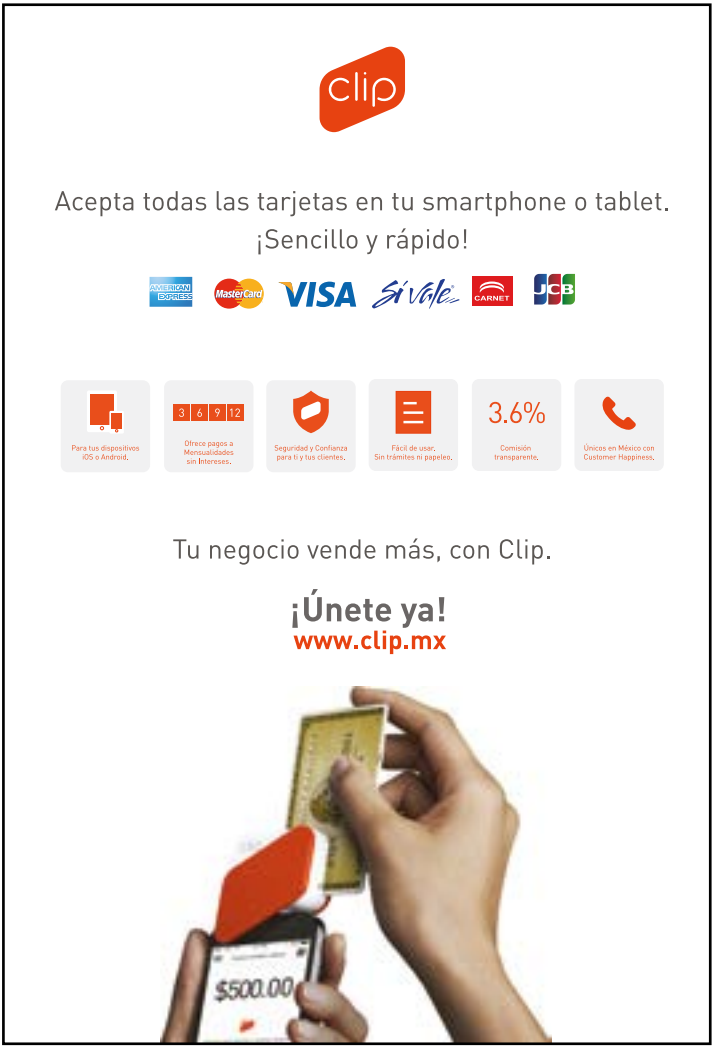 clip
Acepta todas las tarjetas en tu smartphone o tablet.
¡Sencillo y rápido!
AMERICAN
EXPRESS
MasterCard
VISA
Sí Vale
CARNET
JCB
3 6 9 12
3.6%
Para tus dispositivos
iOS o Android.
Ofrece pagos a
Mensualidades
sin Intereses.
Seguridad y Confianza
para ti y tus clientes.
Fácil de usar,
Sin trámites ni papeleo.
Comisión
transparente.
Únicos en México con
Customer Happiness.
Tu negocio vende más, con Clip.
¡Únete ya!
www.clip.mx
$500.00